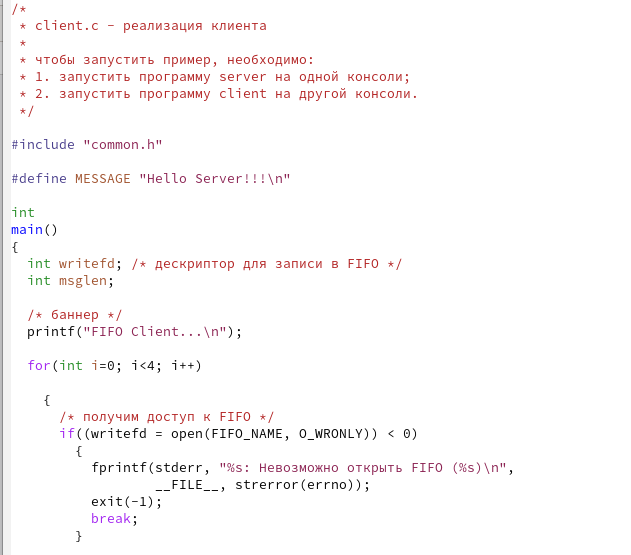 /*
 * client.c - реализация клиента
 *
 * чтобы запустить пример, необходимо:
 * 1. запустить программу server на одной консоли;
 * 2. запустить программу client на другой консоли.
 */

#include "common.h"

#define MESSAGE "Hello Server!!!\n"

int
main()
{
  int writefd; /* дескриптор для записи в FIFO */
  int msglen;

  /* баннер */
  printf("FIFO Client...\n");

  for(int i=0; i<4; i++)

    {
      /* получим доступ к FIFO */
      if((writefd = open(FIFO_NAME, O_WRONLY)) < 0)
        {
          fprintf(stderr, "%s: Невозможно открыть FIFO (%s)\n",
                  __FILE__, strerror(errno));
          exit(-1);
          break;
        }